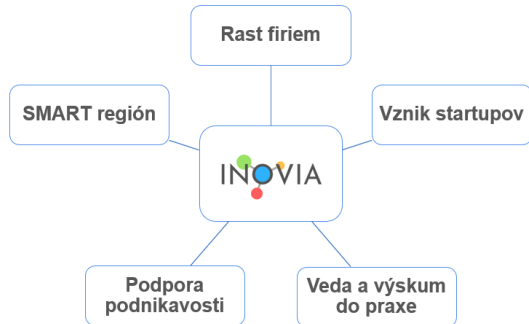 Rast firiem
SMART región
Vznik startupov
INOVIA
Podpora
podnikavosti
Veda a výskum
do praxe